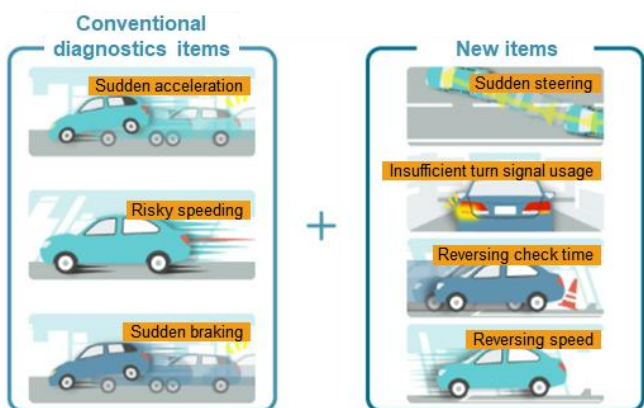 Conventional
diagnostics items
Sudden acceleration
Risky speeding
Sudden braking
+
New items
Sudden steering
Insufficient turn signal usage
Reversing check time
Reversing speed